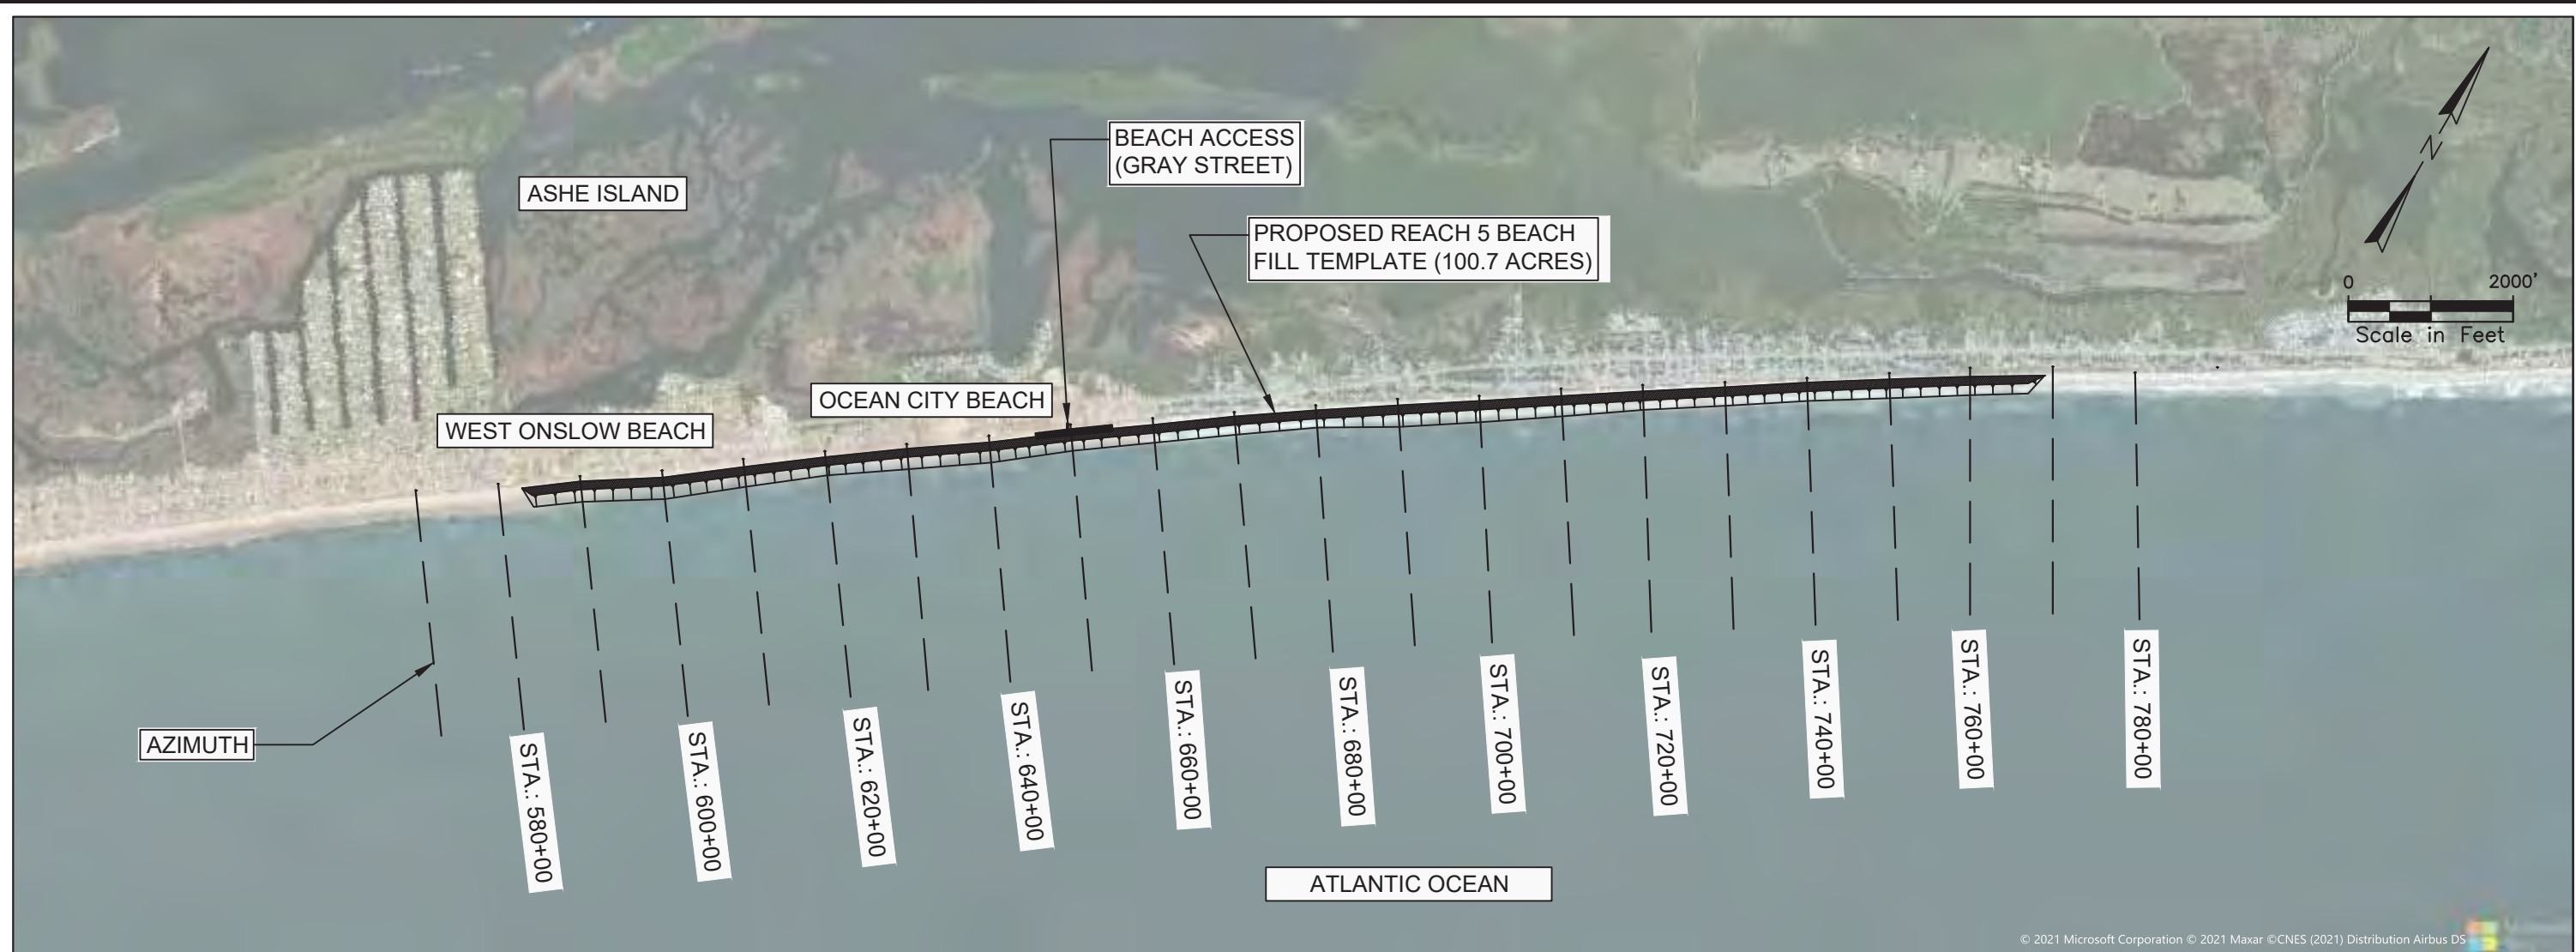 BEACH ACCESS
(GRAY STREET)
ASHE ISLAND
N
PROPOSED REACH 5 BEACH
FILL TEMPLATE (100.7 ACRES)
0 2000'
Scale in Feet
OCEAN CITY BEACH
WEST ONSLOW BEACH
AZIMUTH
STA.: 580+00
STA.: 600+00
STA.: 620+00
STA.: 640+00
STA.: 660+00
STA.: 680+00
STA.: 700+00
STA.: 720+00
STA.: 740+00
STA.: 760+00
STA.: 780+00
ATLANTIC OCEAN
© 2021 Microsoft Corporation © 2021 Maxar ©CNES (2021) Distribution Airbus DS